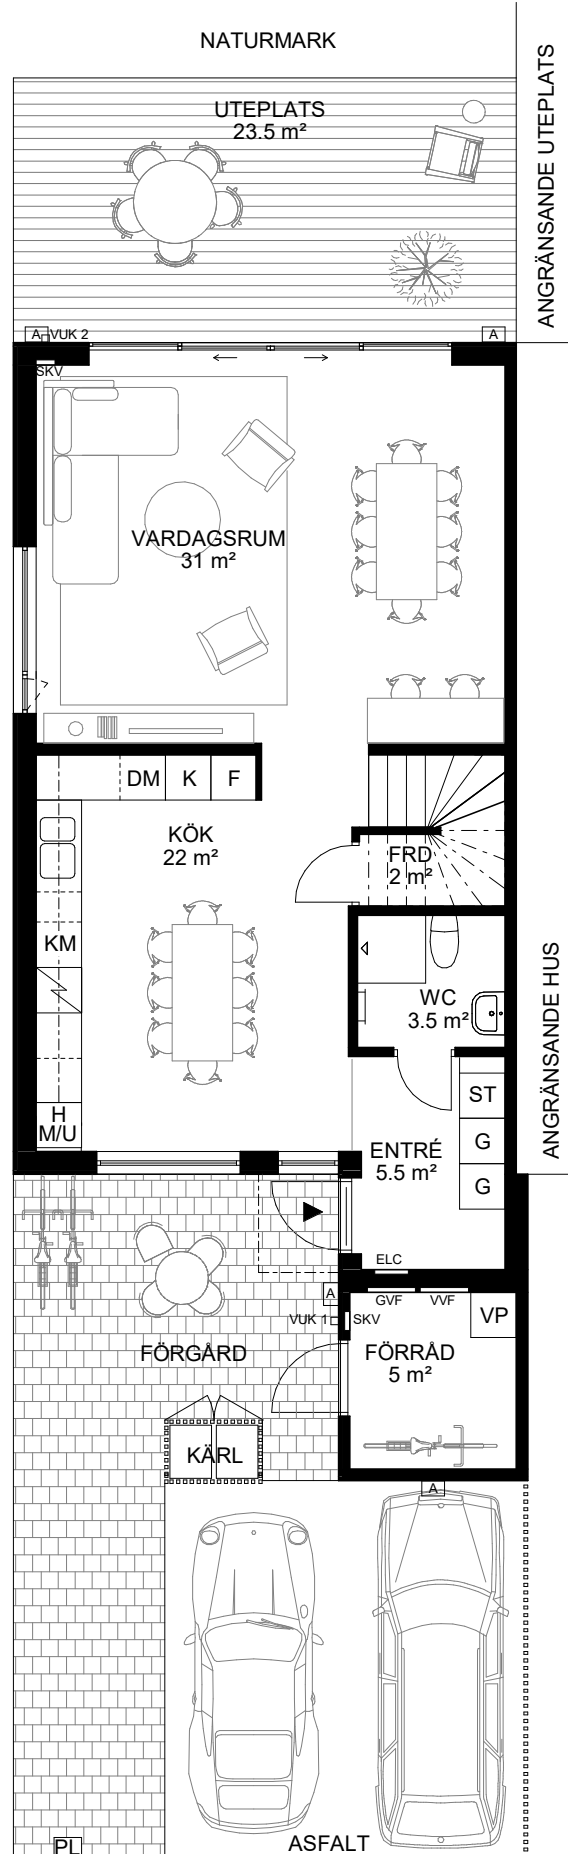 NATURMARK
ANGRÄNSANDE UTEPLATS
UTEPLATS
23.5 m²
A
VUK 2
A
SKV
VARDAGSRUM
31 m²
DM
K
F
KÖK
22 m²
FRD
2 m²
KM
WC
3.5 m²
ANGRÄNSANDE HUS
H
M/U
ST
G
G
ENTRÉ
5.5 m²
ELC
A
GVF
VVF
VUK 1
SKV
VP
FÖRGÅRD
FÖRRÅD
5 m²
KÄRL
A
ASFALT
PL